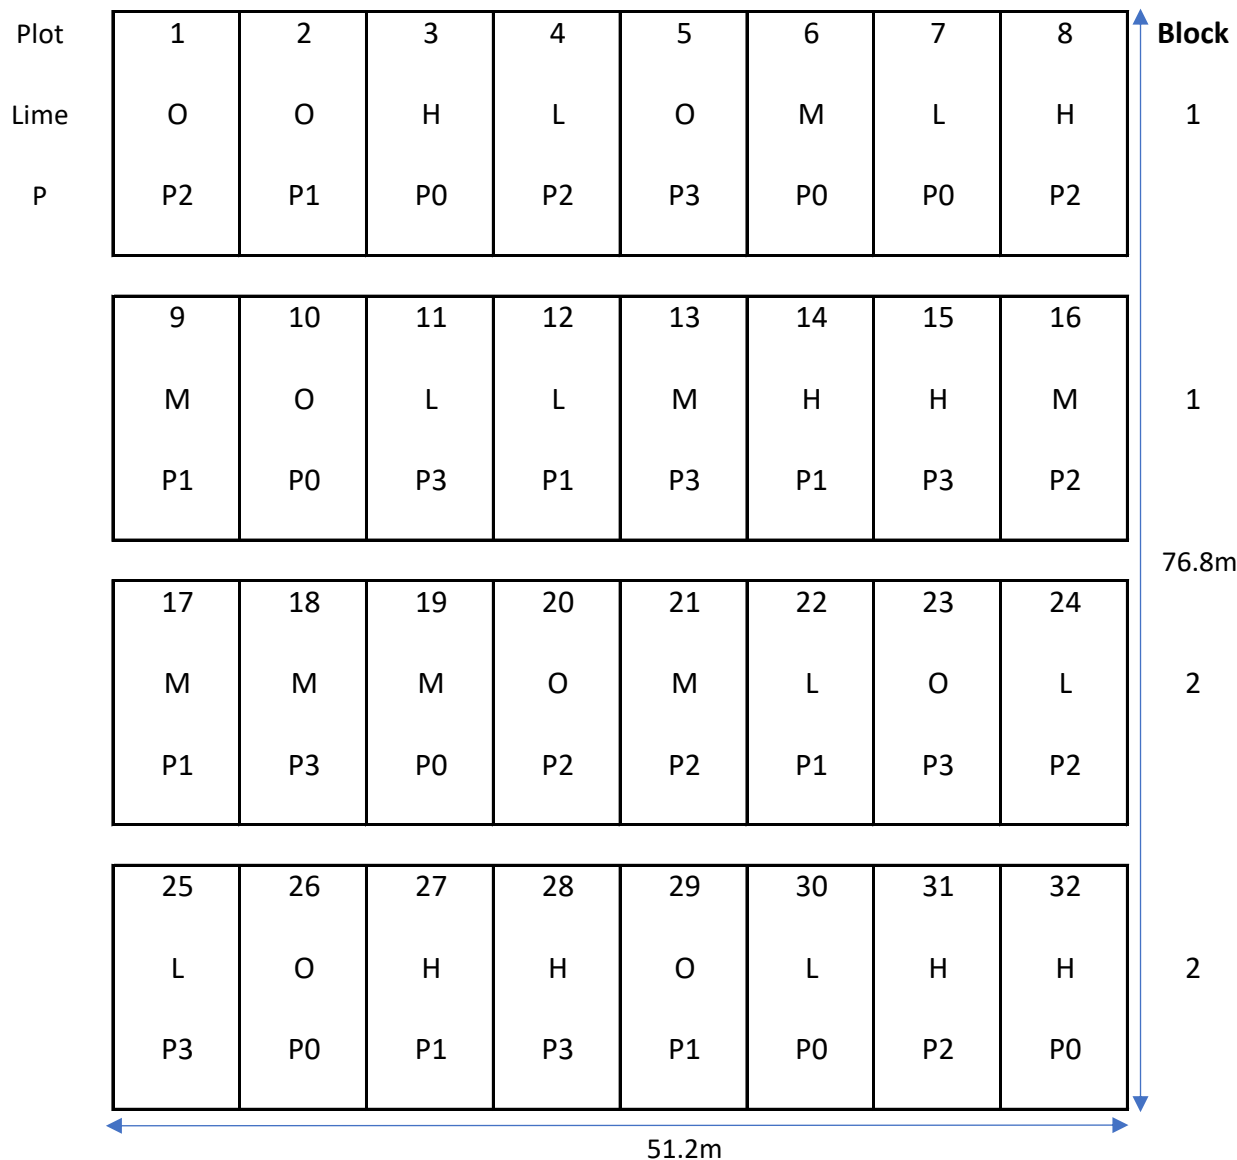 Plot 1 2 3 4 5 6 7 8 Block
Lime O O H L O M L H 1
P P2 P1 P0 P2 P3 P0 P0 P2
9 10 11 12 13 14 15 16
M O L L M H H M 1
P1 P0 P3 P1 P3 P1 P3 P2
76.8m
17 18 19 20 21 22 23 24
M M M O M L O L 2
P1 P3 P0 P2 P2 P1 P3 P2
25 26 27 28 29 30 31 32
L O H H O L H H 2
P3 P0 P1 P3 P1 P0 P2 P0
51.2m